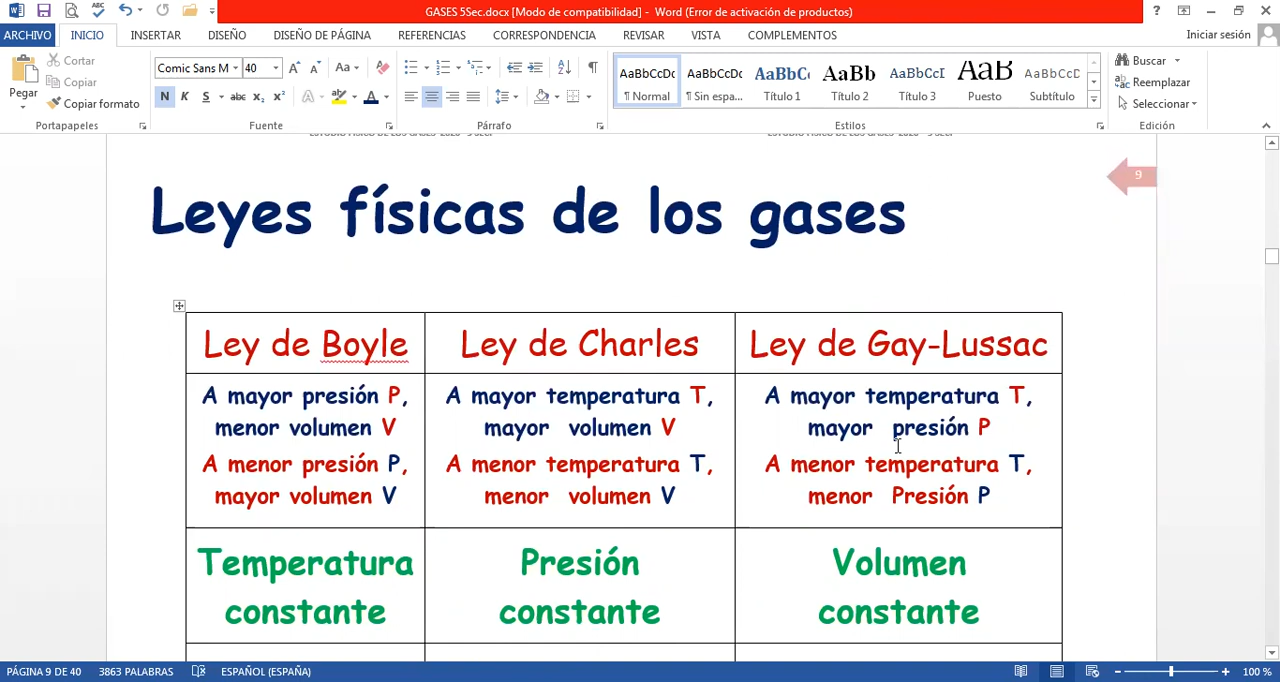 GASES 5Sec.docx [Modo de compatibilidad] - Word (Error de activación de productos)
ARCHIVO INICIO INSERTAR DISEÑO DISEÑO DE PÁGINA REFERENCIAS CORRESPONDENCIA REVISAR VISTA COMPLEMENTOS Iniciar sesión
Pegar
Cortar
Copiar
Copiar formato
Portapapeles
Comic Sans M 40
N K S abc x₂ x²
Fuente
Párrafo
AaBbCcDc AaBbCcDc AaBbC AaBbC AaBbCcI AaB AaBbCcD
¶ Normal ¶ Sin espa... Título 1 Título 2 Título 3 Puesto Subtítulo
Estilos
Buscar
Reemplazar
Seleccionar
Edición
9
Leyes físicas de los gases
Ley de Boyle
Ley de Charles
Ley de Gay-Lussac
A mayor presión P,
menor volumen V
A menor presión P,
mayor volumen V
A mayor temperatura T,
mayor volumen V
A menor temperatura T,
menor volumen V
A mayor temperatura T,
mayor presión P
A menor temperatura T,
menor Presión P
Temperatura
constante
Presión
constante
Volumen
constante
PÁGINA 9 DE 40 3863 PALABRAS ESPAÑOL (ESPAÑA) 100 %